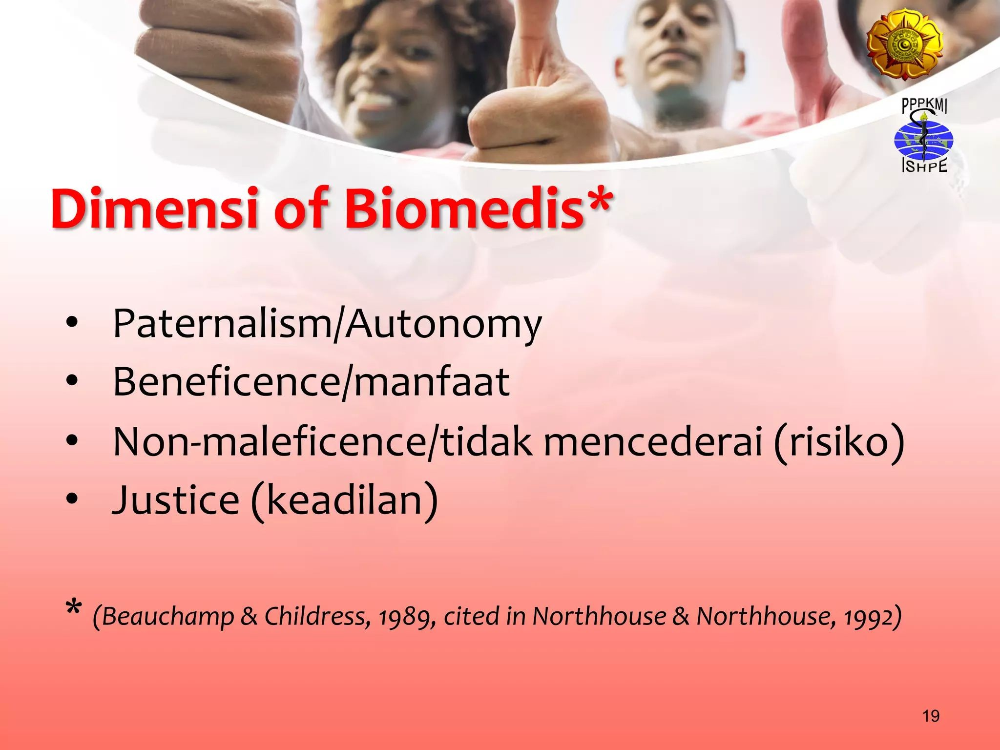 PPPKMI
ISHPE
Dimensi of Biomedis*
• Paternalism/Autonomy
• Beneficence/manfaat
• Non-maleficence/tidak mencederai (risiko)
• Justice (keadilan)
* (Beauchamp & Childress, 1989, cited in Northhouse & Northhouse, 1992)
19